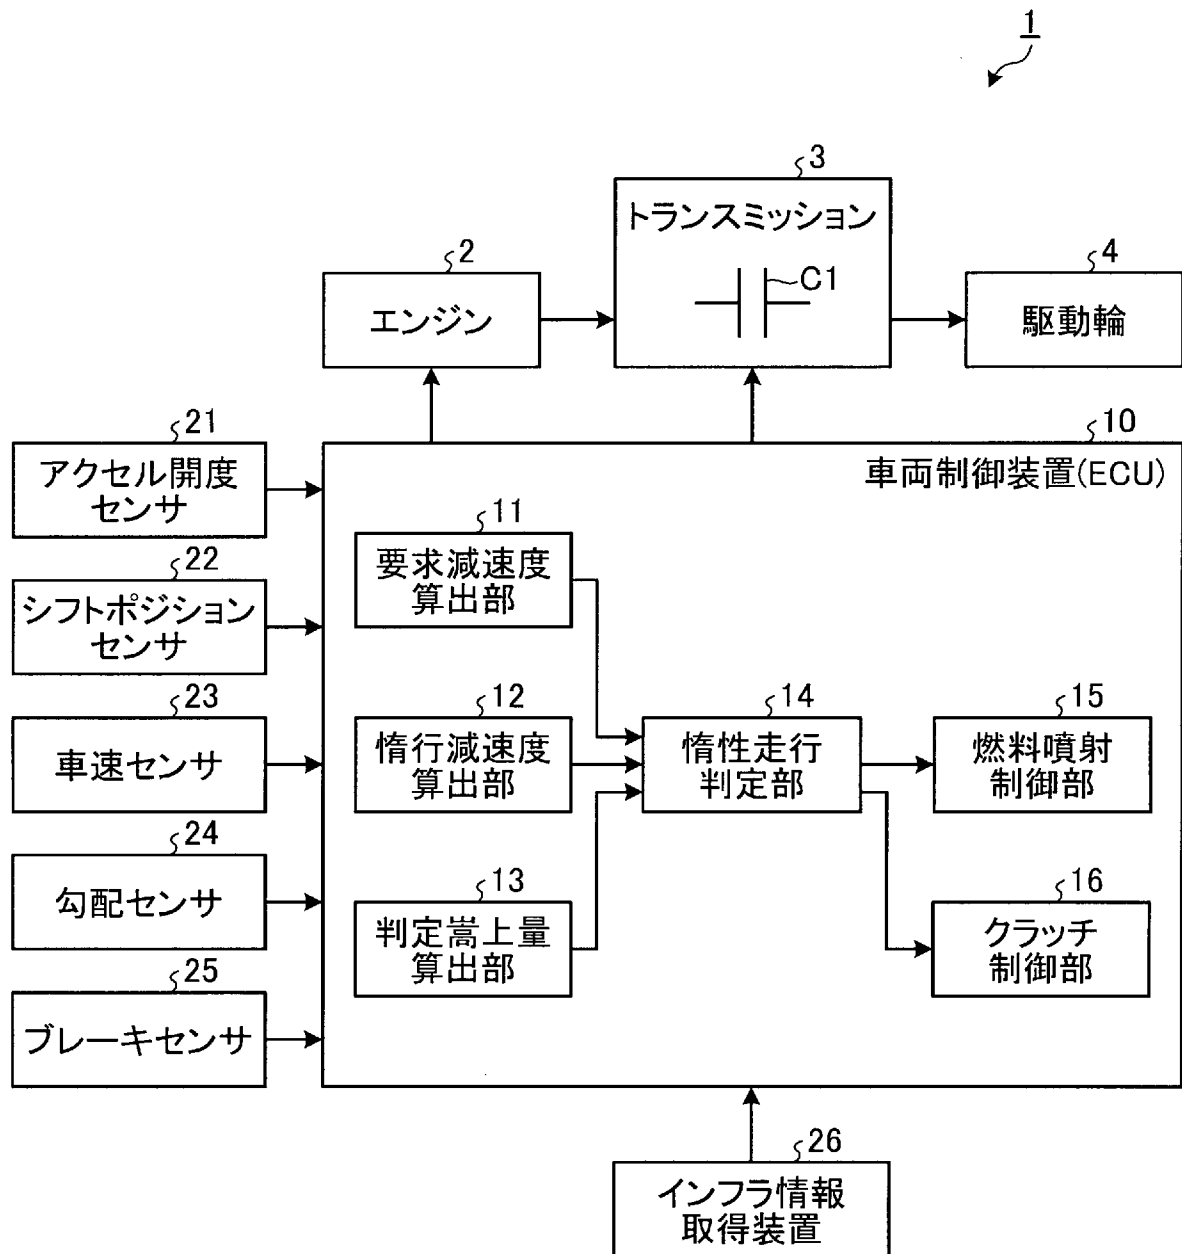 1
3
トランスミッション
C1
2
エンジン
4
駆動輪
21
アクセル開度
センサ
22
シフトポジション
センサ
23
車速センサ
24
勾配センサ
25
ブレーキセンサ
10
車両制御装置(ECU)
11
要求減速度
算出部
12
惰行減速度
算出部
13
判定嵩上量
算出部
14
惰性走行
判定部
15
燃料噴射
制御部
16
クラッチ
制御部
26
インフラ情報
取得装置